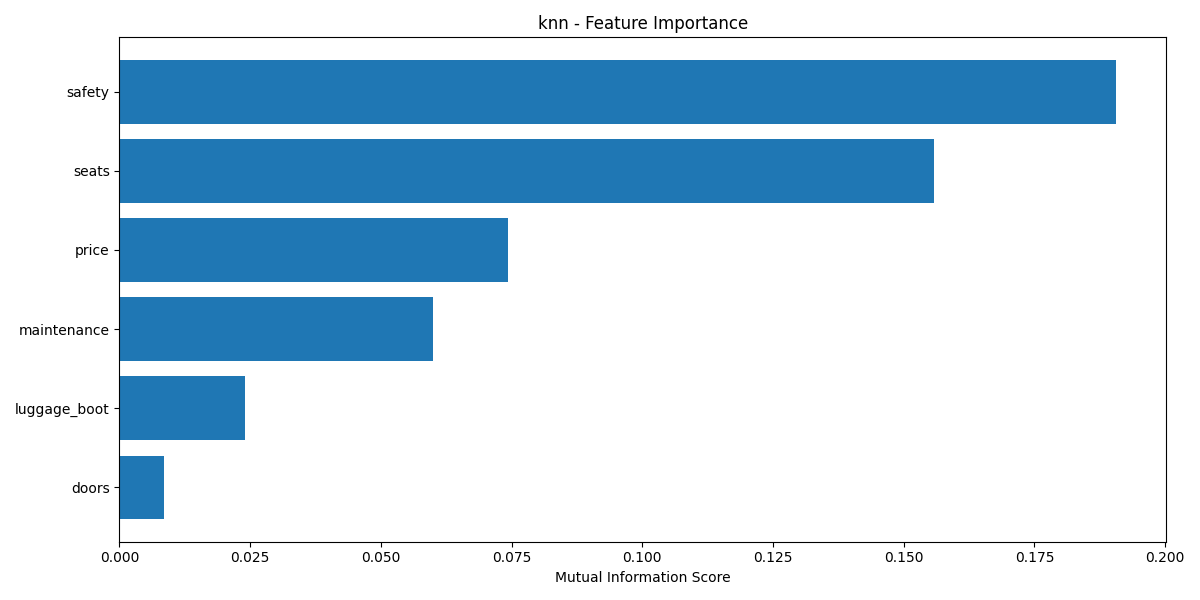 knn - Feature Importance
safety
seats
price
maintenance
luggage_boot
doors
0.000 0.025 0.050 0.075 0.100 0.125 0.150 0.175 0.200
Mutual Information Score